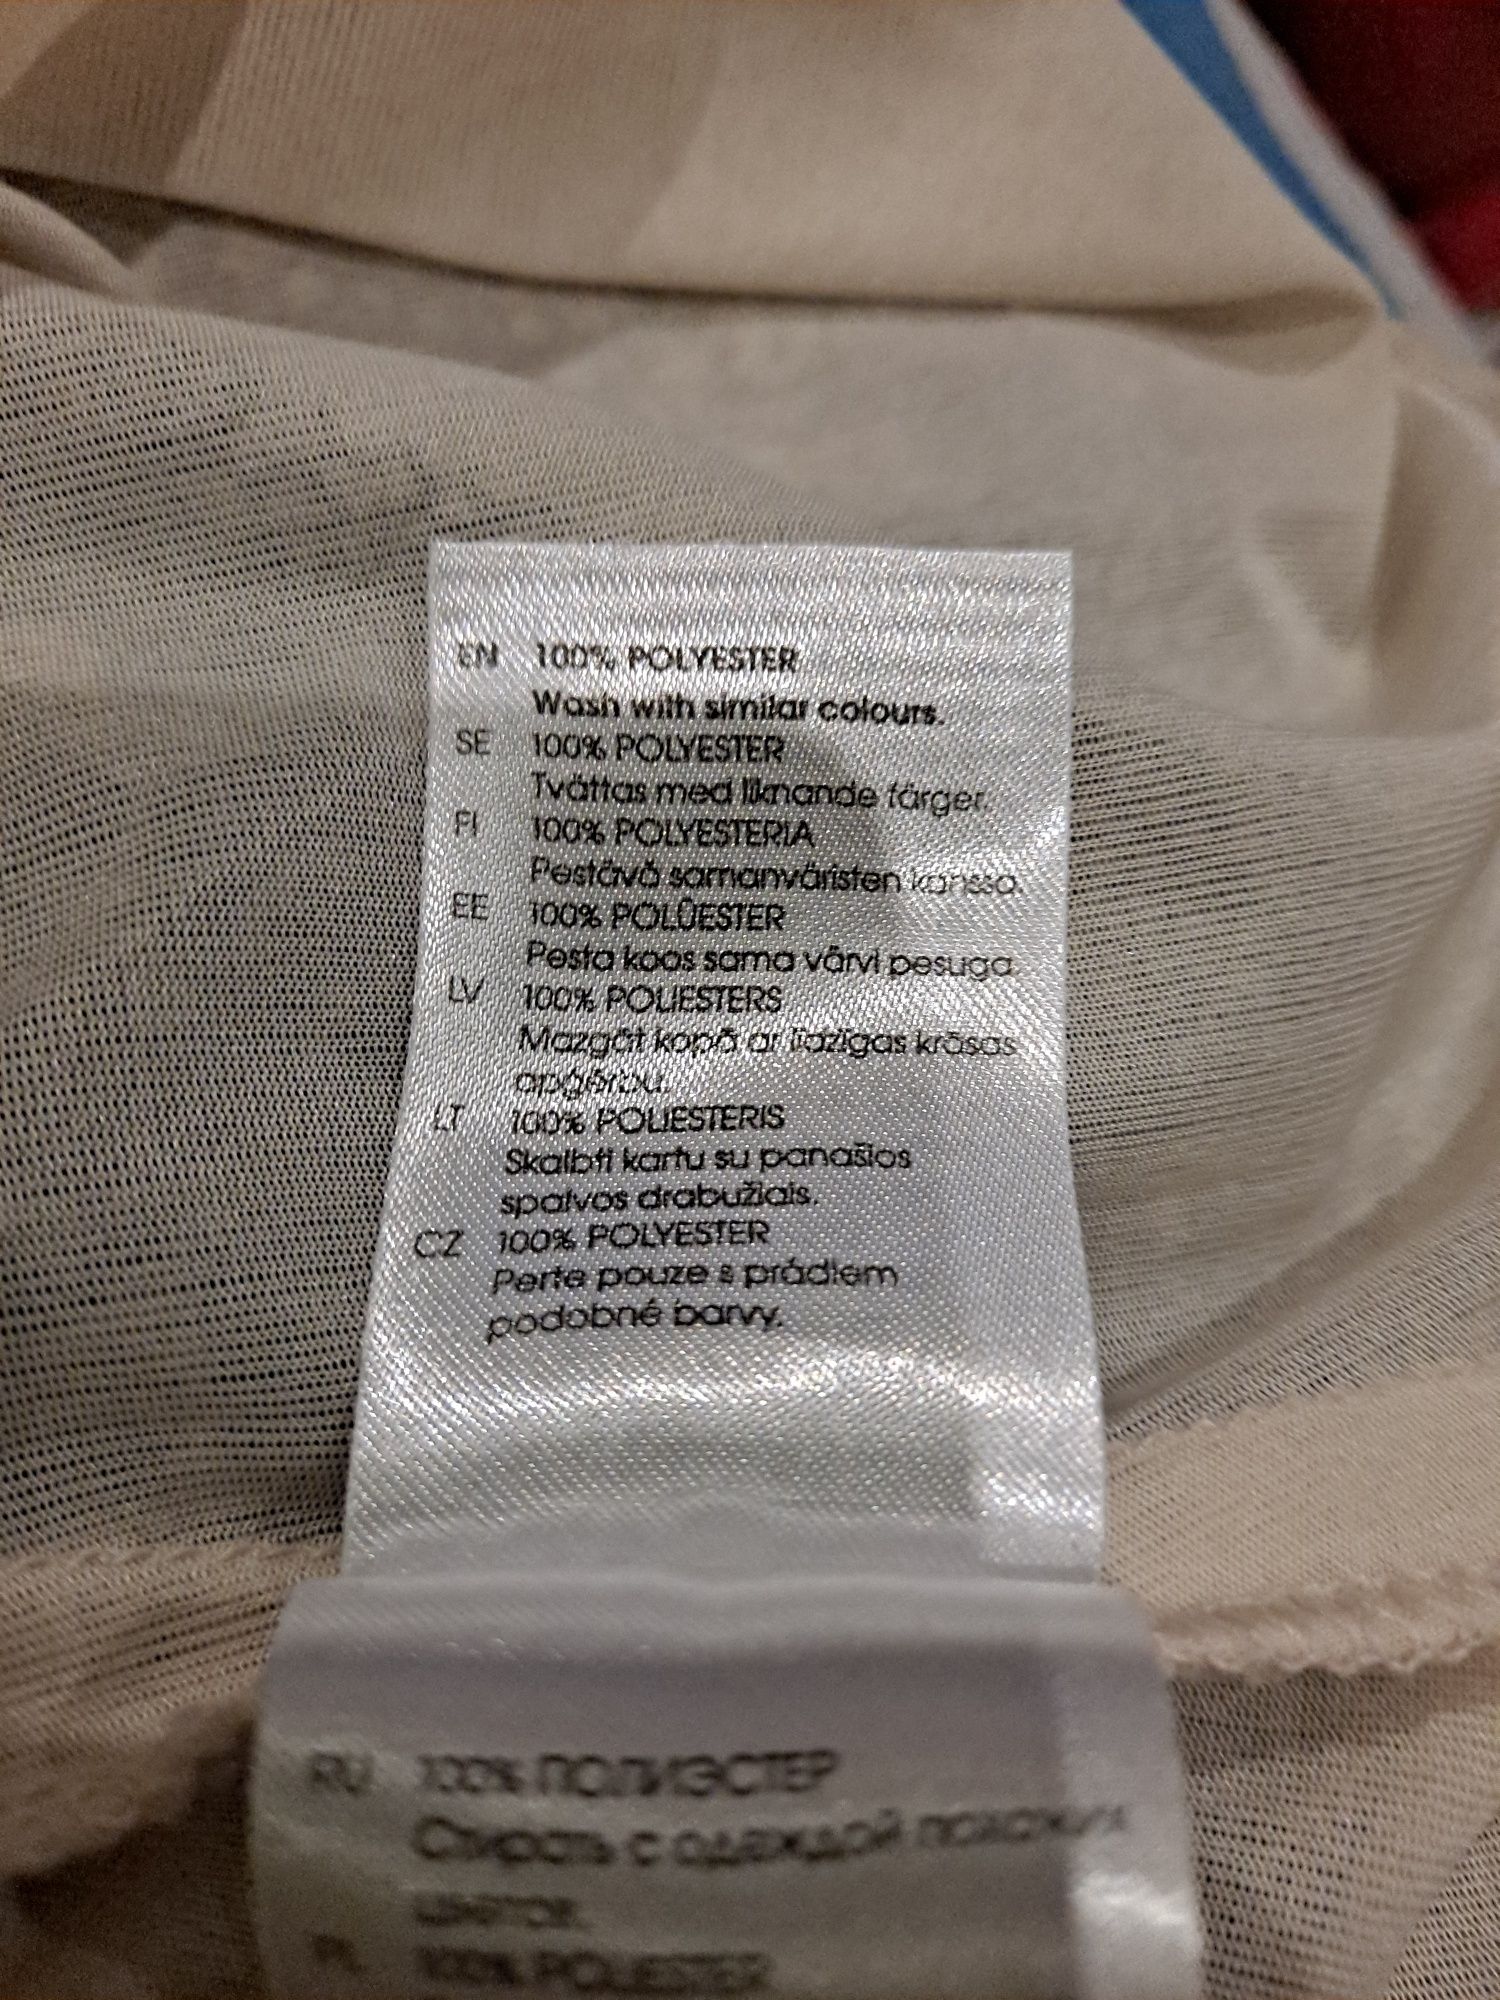 EN 100% POLYESTER
Wash with similar colours.
SE 100% POLYESTER
Tvättas med liknande färger.
FI 100% POLYESTERIA
Pestävä samanväristen kanssa.
EE 100% POLÜESTER
Pesta koos sama värvi pesuga
LV 100% POLIESTERS
Mazgāt kopā ar līdzīgas krāsas
apģērbu.
LT 100% POLIESTERIS
Skalbti kartu su panašios
spalvos drabužiais.
CZ 100% POLYESTER
Perte pouze s prádlem
podobné barvy.
RU 100% ПОЛИЭСТЕР
Стирать с одеждой похожих
цветов.
PL 100% POLIESTER